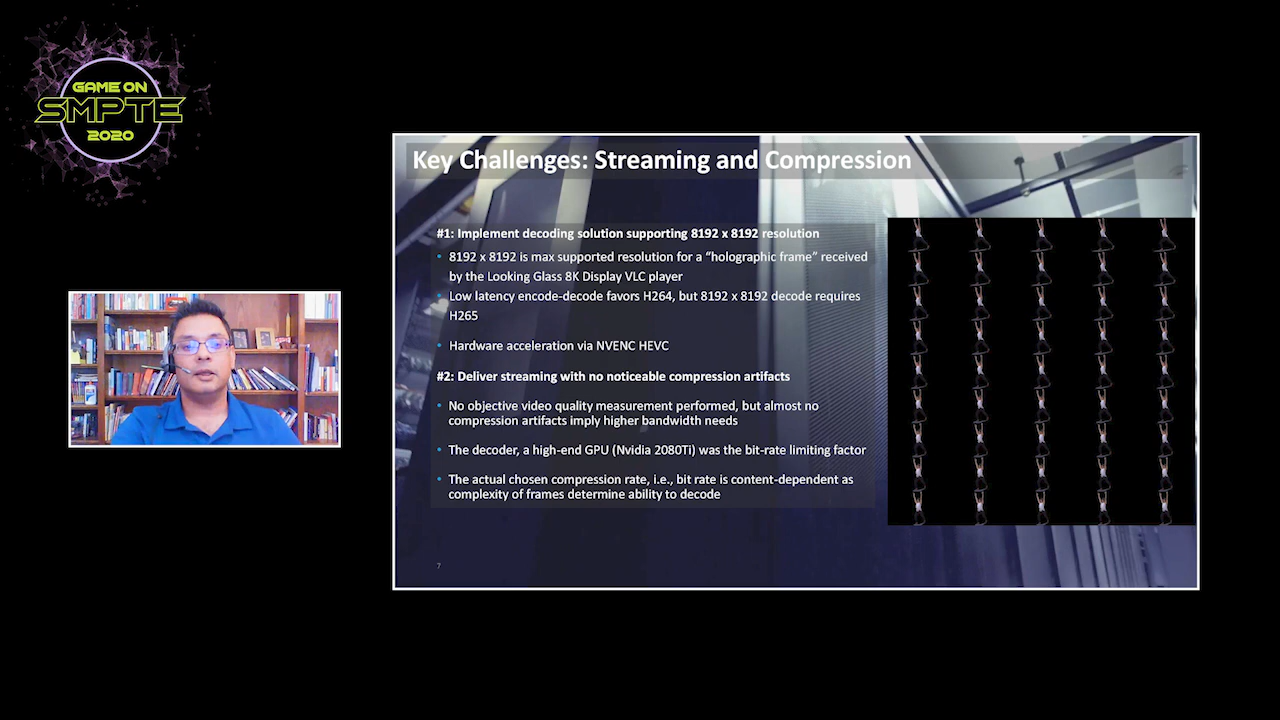 GAME ON
SMPTE
2020
Key Challenges: Streaming and Compression
#1: Implement decoding solution supporting 8192 x 8192 resolution
• 8192 x 8192 is max supported resolution for a “holographic frame” received
by the Looking Glass 8K Display VLC player
• Low latency encode-decode favors H264, but 8192 x 8192 decode requires
H265
• Hardware acceleration via NVENC HEVC
#2: Deliver streaming with no noticeable compression artifacts
• No objective video quality measurement performed, but almost no
compression artifacts imply higher bandwidth needs
• The decoder, a high-end GPU (Nvidia 2080Ti) was the bit-rate limiting factor
• The actual chosen compression rate, i.e., bit rate is content-dependent as
complexity of frames determine ability to decode
7